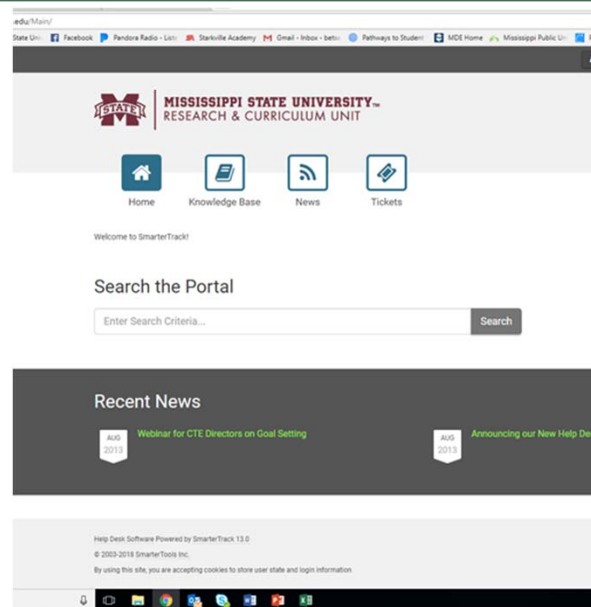 .edu/Main/
State Uni
Facebook
Pandora Radio - List
Starkville Academy
Gmail - Inbox - betsi
Pathways to Student
MDE Home
Mississippi Public Un
STATE
MISSISSIPPI STATE UNIVERSITY™
RESEARCH & CURRICULUM UNIT
Home
Knowledge Base
News
Tickets
Welcome to SmarterTrack!
Search the Portal
Enter Search Criteria...
Search
Recent News
AUG
2013
Webinar for CTE Directors on Goal Setting
AUG
2013
Announcing our New Help De
Help Desk Software Powered by SmarterTrack 13.0
© 2003-2018 SmarterTools Inc.
By using this site, you are accepting cookies to store user state and login information